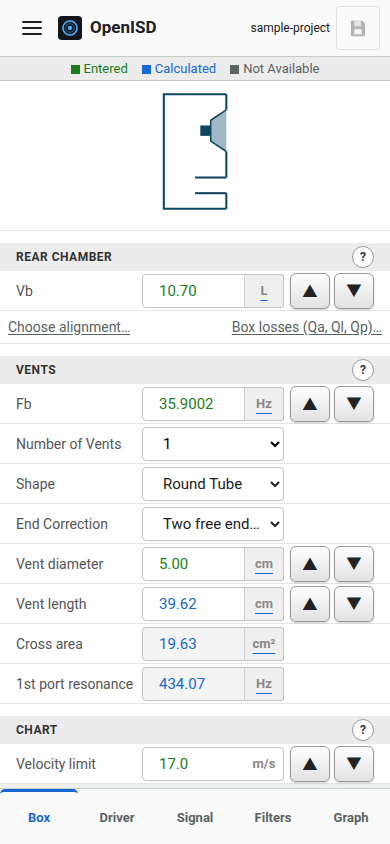 OpenISD
sample-project
Entered Calculated Not Available
REAR CHAMBER ?
Vb 10.70 L ▲ ▼
Choose alignment... Box losses (Qa, Ql, Qp)...
VENTS ?
Fb 35.9002 Hz ▲ ▼
Number of Vents 1
Shape Round Tube
End Correction Two free end...
Vent diameter 5.00 cm ▲ ▼
Vent length 39.62 cm ▲ ▼
Cross area 19.63 cm²
1st port resonance 434.07 Hz
CHART ?
Velocity limit 17.0 m/s ▲ ▼
Box Driver Signal Filters Graph